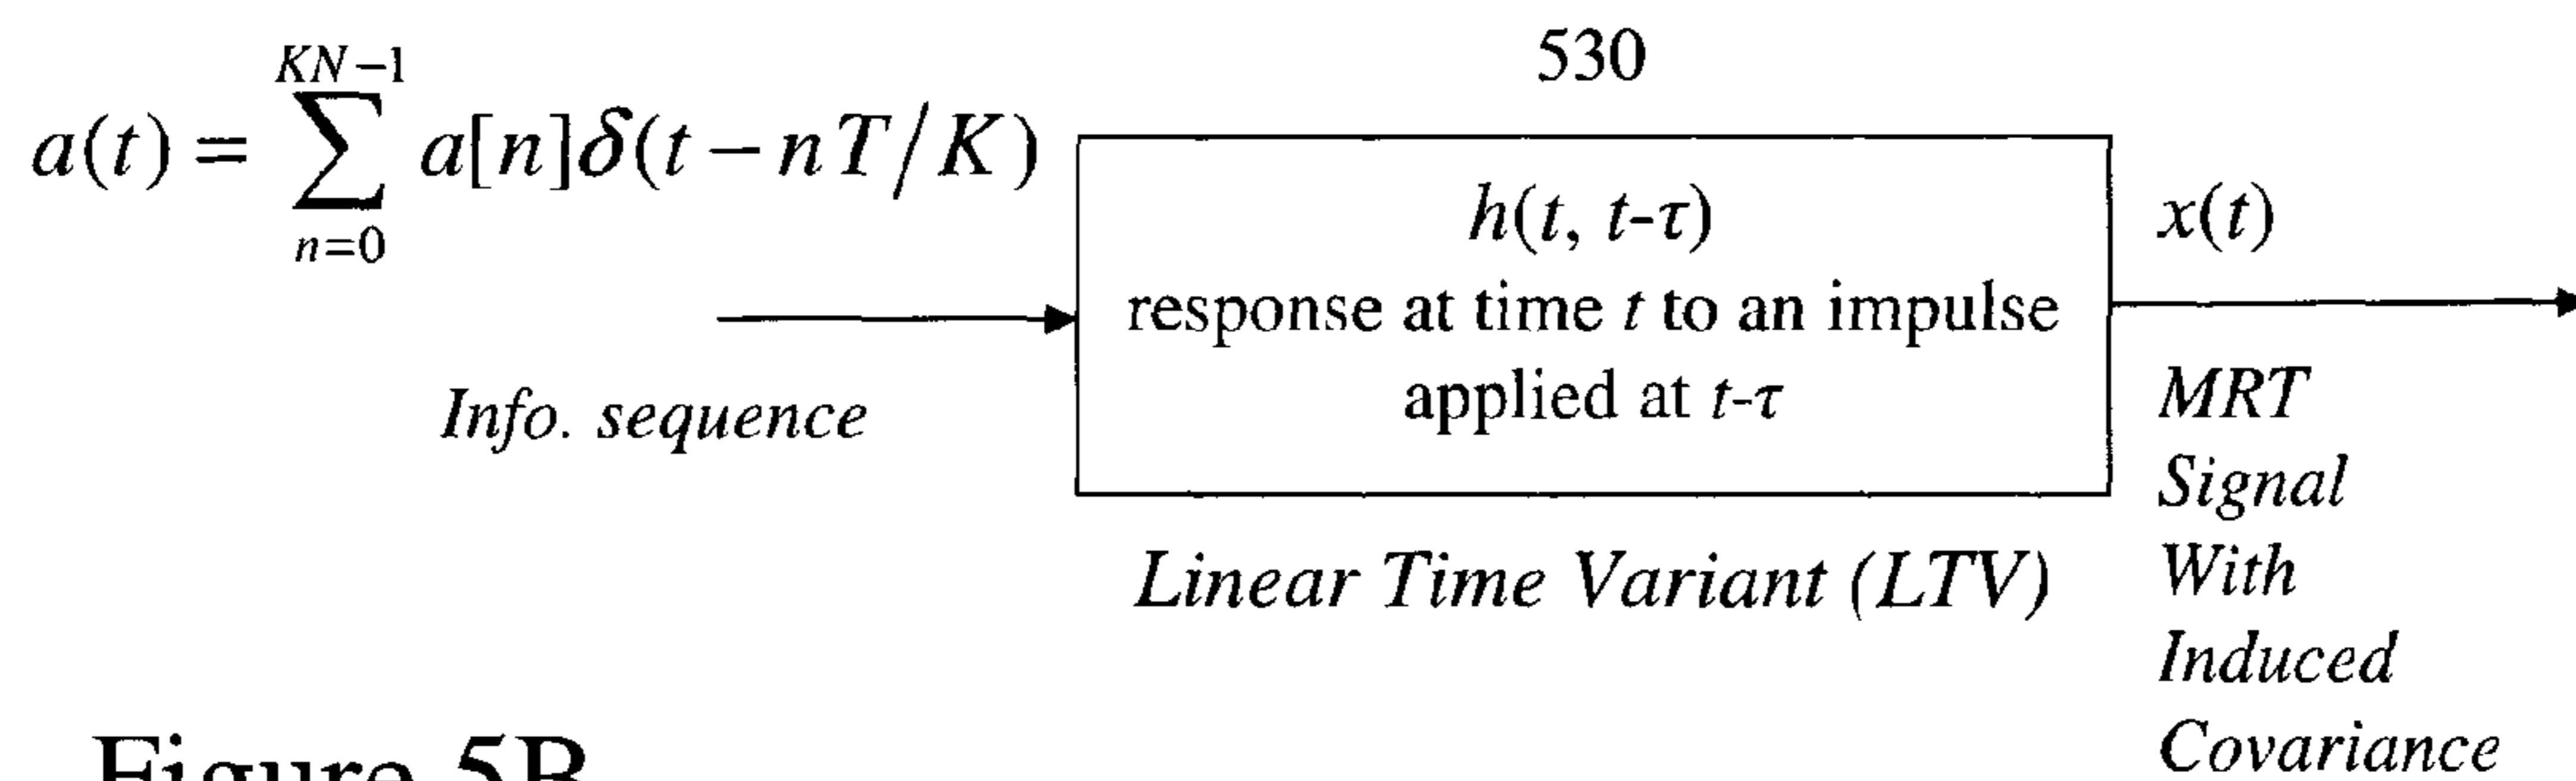 530
KN−1
a(t) = ∑ a[n]δ(t − nT/K)
n=0
h(t, t-τ)
response at time t to an impulse
applied at t-τ
x(t)
Info. sequence
Linear Time Variant (LTV)
MRT
Signal
With
Induced
Covariance
Figure 5B